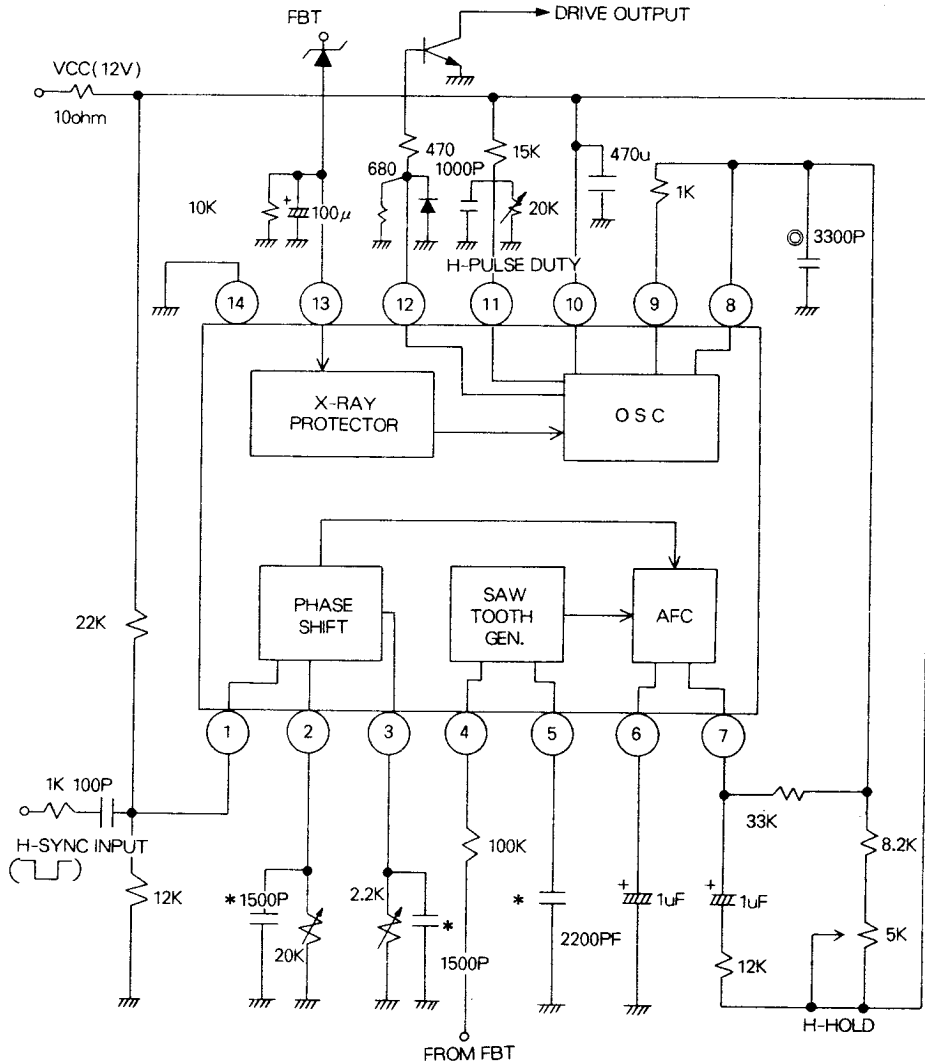 FBT
DRIVE OUTPUT
VCC(12V)
10ohm
470
680
1000P
15K
470u
1K
10K
+
100μ
20K
◎ 3300P
H-PULSE DUTY
14
13
12
11
10
9
8
X-RAY
PROTECTOR
OSC
PHASE
SHIFT
SAW
TOOTH
GEN.
AFC
22K
1
2
3
4
5
6
7
1K 100P
H-SYNC INPUT
33K
8.2K
12K
* 1500P
20K
2.2K
*
1500P
100K
*
2200PF
+
1uF
+
1uF
12K
5K
H-HOLD
FROM FBT